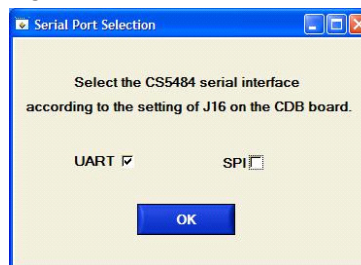 Serial Port Selection
Select the CS5484 serial interface
according to the setting of J16 on the CDB board.
UART SPI
OK